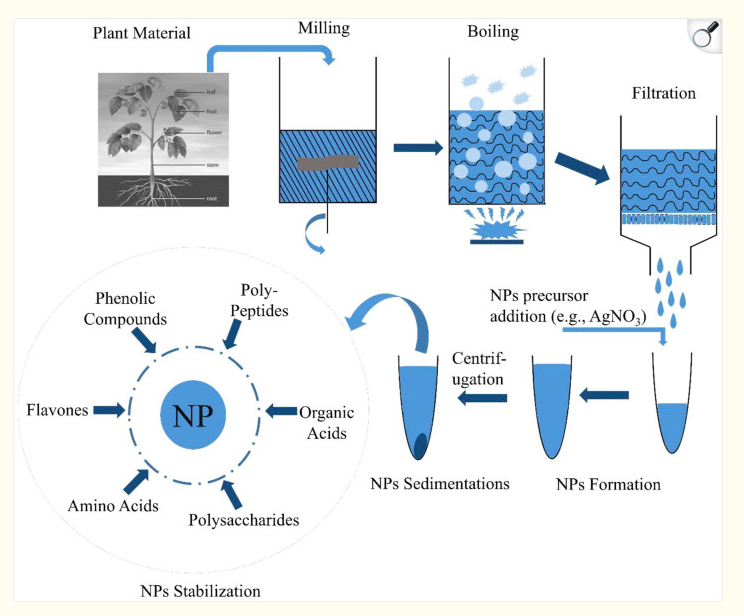 Plant Material
Milling
Boiling
Filtration
leaf
fruit
flower
stem
root
NPs precursor
addition (e.g., AgNO3)
Centrif-
ugation
NPs Sedimentations
NPs Formation
Phenolic
Compounds
Poly-
Peptides
Flavones
NP
Organic
Acids
Amino Acids
Polysaccharides
NPs Stabilization